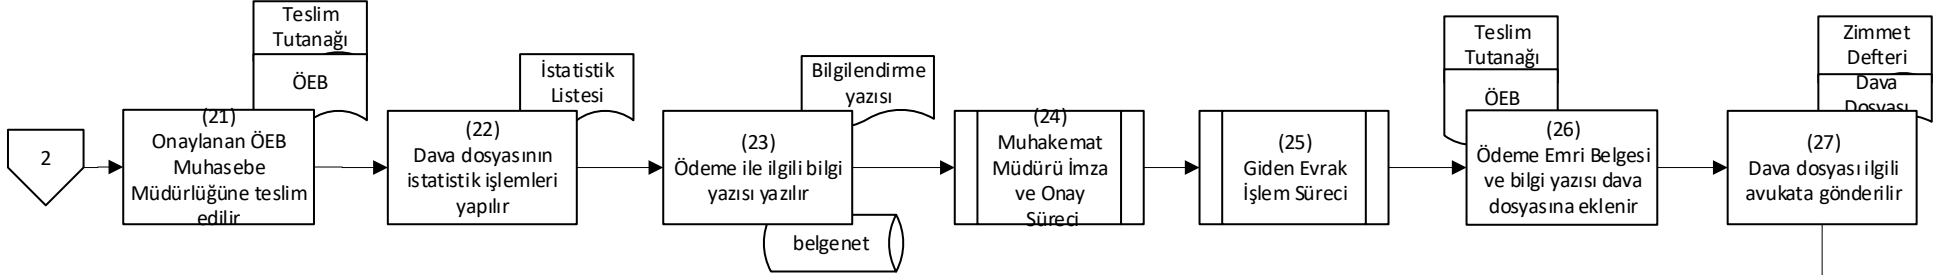 2
Teslim
Tutanağı
ÖEB
(21)
Onaylanan ÖEB
Muhasebe
Müdürlüğüne teslim
edilir
İstatistik
Listesi
(22)
Dava dosyasının
istatistik işlemleri
yapılır
Bilgilendirme
yazısı
(23)
Ödeme ile ilgili bilgi
yazısı yazılır
belgenet
(24)
Muhakemat
Müdürü İmza
ve Onay
Süreci
(25)
Giden Evrak
İşlem Süreci
Teslim
Tutanağı
ÖEB
(26)
Ödeme Emri Belgesi
ve bilgi yazısı dava
dosyasına eklenir
Zimmet
Defteri
Dava
Dosyası
(27)
Dava dosyası ilgili
avukata gönderilir